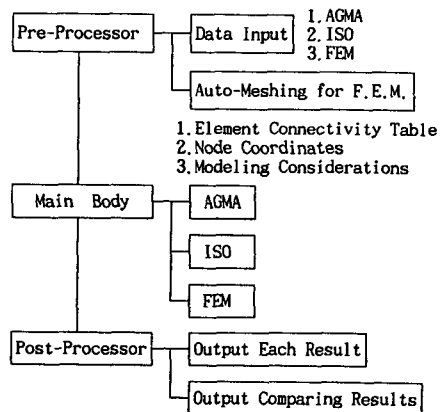 Pre-Processor
Data Input
1. AGMA
2. ISO
3. FEM
Auto-Meshing for F.E.M.
1. Element Connectivity Table
2. Node Coordinates
3. Modeling Considerations
Main Body
AGMA
ISO
FEM
Post-Processor
Output Each Result
Output Comparing Results